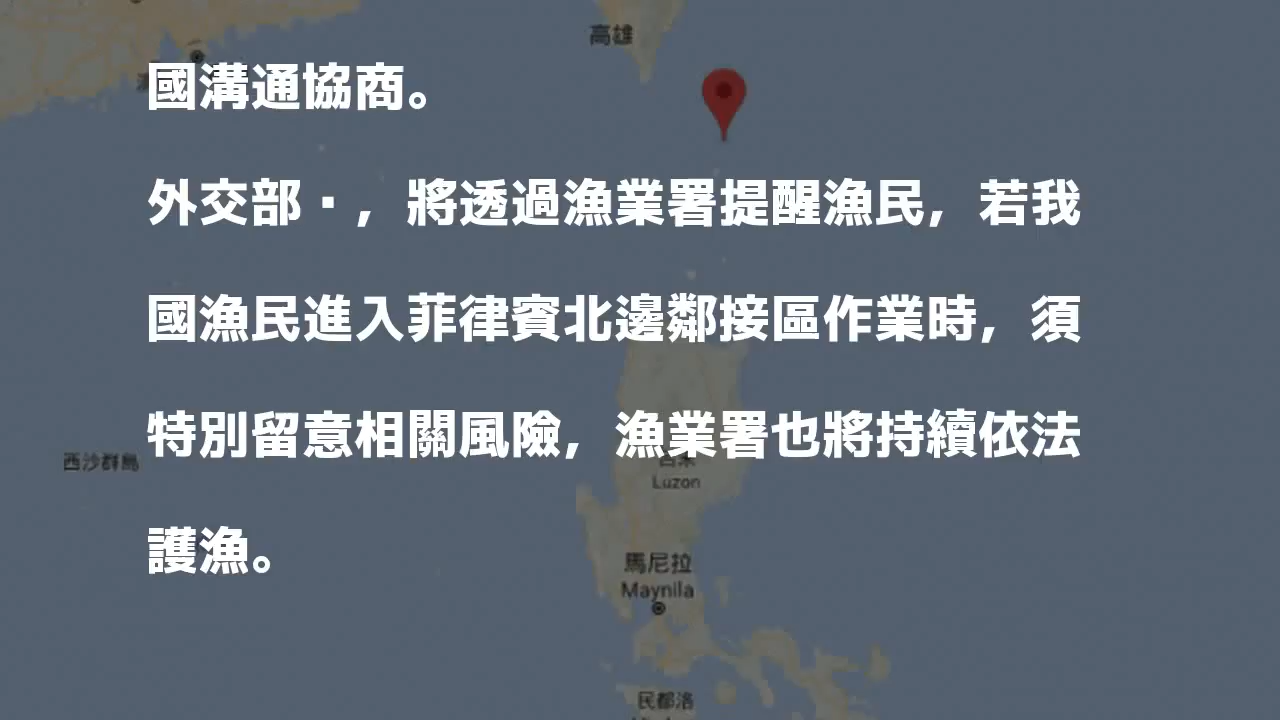 高雄
國溝通協商。
外交部·，將透過漁業署提醒漁民，若我
國漁民進入菲律賓北邊鄰接區作業時，須
特別留意相關風險，漁業署也將持續依法
西沙群島
Luzon
護漁。
馬尼拉
Maynila
民都洛